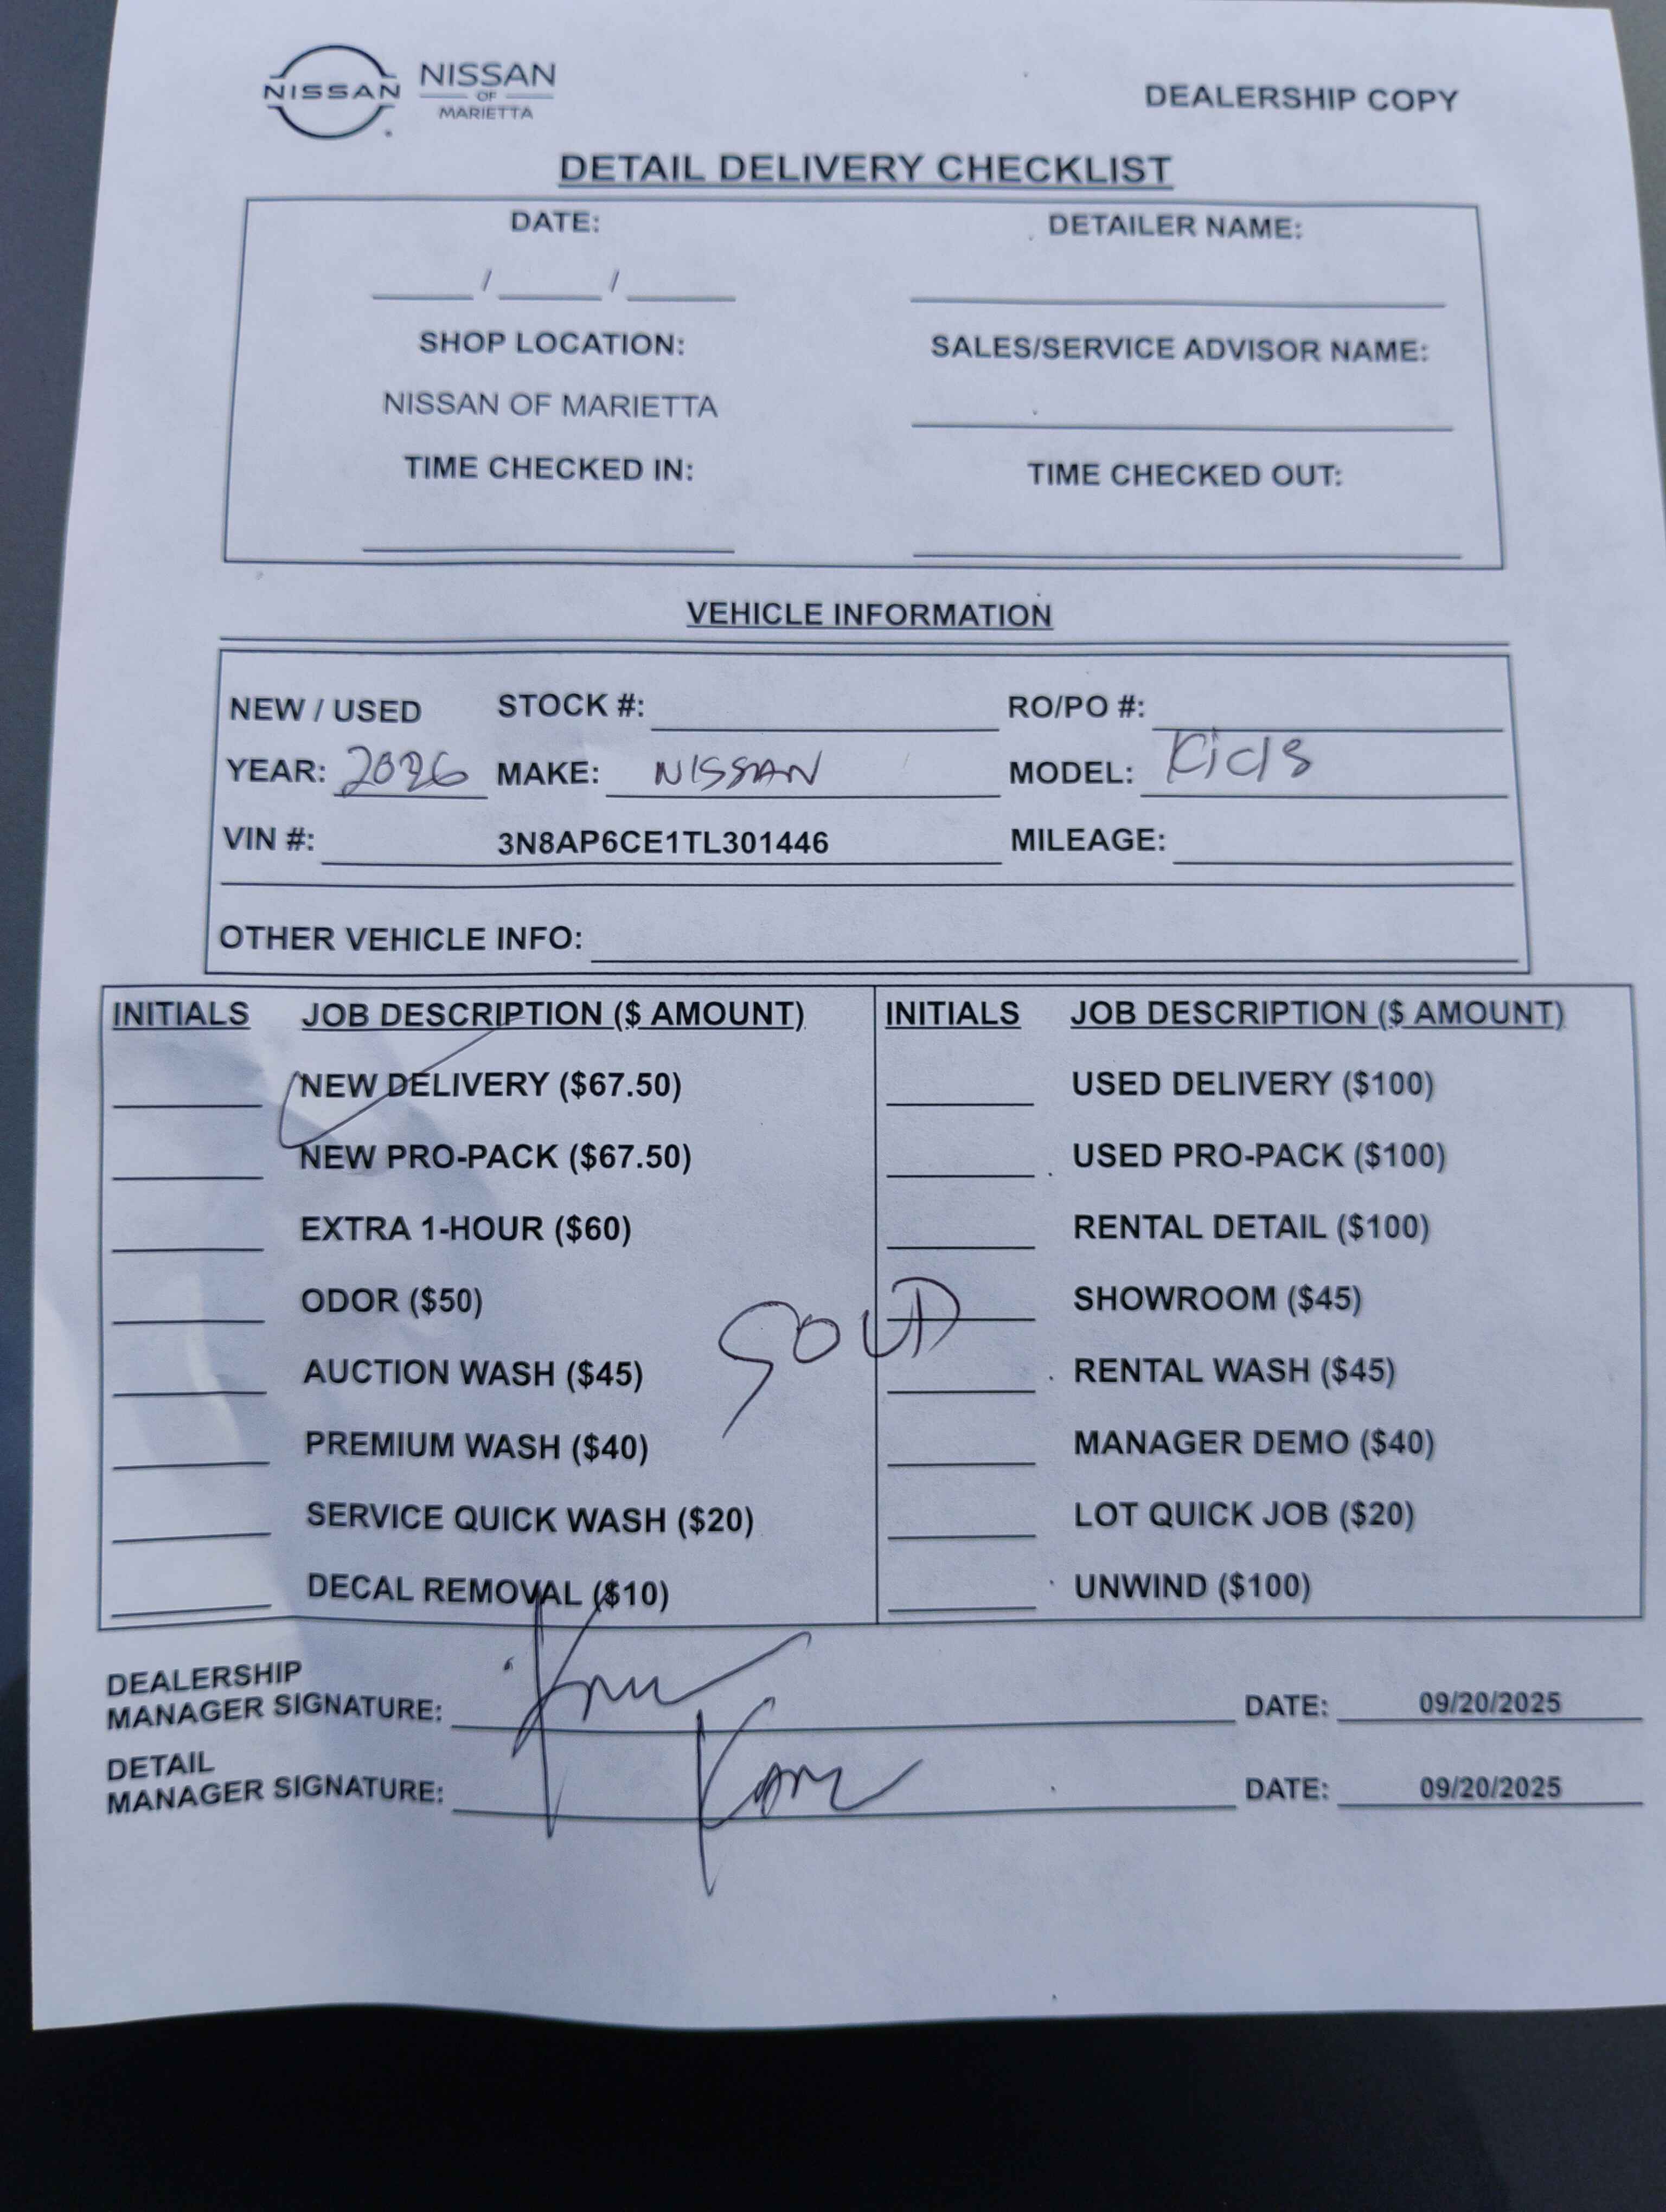 NISSAN NISSAN OF MARIETTA
DEALERSHIP COPY
DETAIL DELIVERY CHECKLIST
DATE: DETAILER NAME:
____/____/____ ____
SHOP LOCATION: SALES/SERVICE ADVISOR NAME:
NISSAN OF MARIETTA
TIME CHECKED IN: TIME CHECKED OUT:
VEHICLE INFORMATION
NEW / USED STOCK #: RO/PO #:
YEAR: 2026 MAKE: NISSAN MODEL: Kicks
VIN #: 3N8AP6CE1TL301446 MILEAGE:
OTHER VEHICLE INFO:
INITIALS JOB DESCRIPTION ($ AMOUNT) INITIALS JOB DESCRIPTION ($ AMOUNT)
NEW DELIVERY ($67.50) USED DELIVERY ($100)
NEW PRO-PACK ($67.50) USED PRO-PACK ($100)
EXTRA 1-HOUR ($60) RENTAL DETAIL ($100)
ODOR ($50) SHOWROOM ($45)
SOLD
AUCTION WASH ($45) RENTAL WASH ($45)
PREMIUM WASH ($40) MANAGER DEMO ($40)
SERVICE QUICK WASH ($20) LOT QUICK JOB ($20)
DECAL REMOVAL ($10) UNWIND ($100)
DEALERSHIP
MANAGER SIGNATURE: DATE: 09/20/2025
DETAIL
MANAGER SIGNATURE: DATE: 09/20/2025